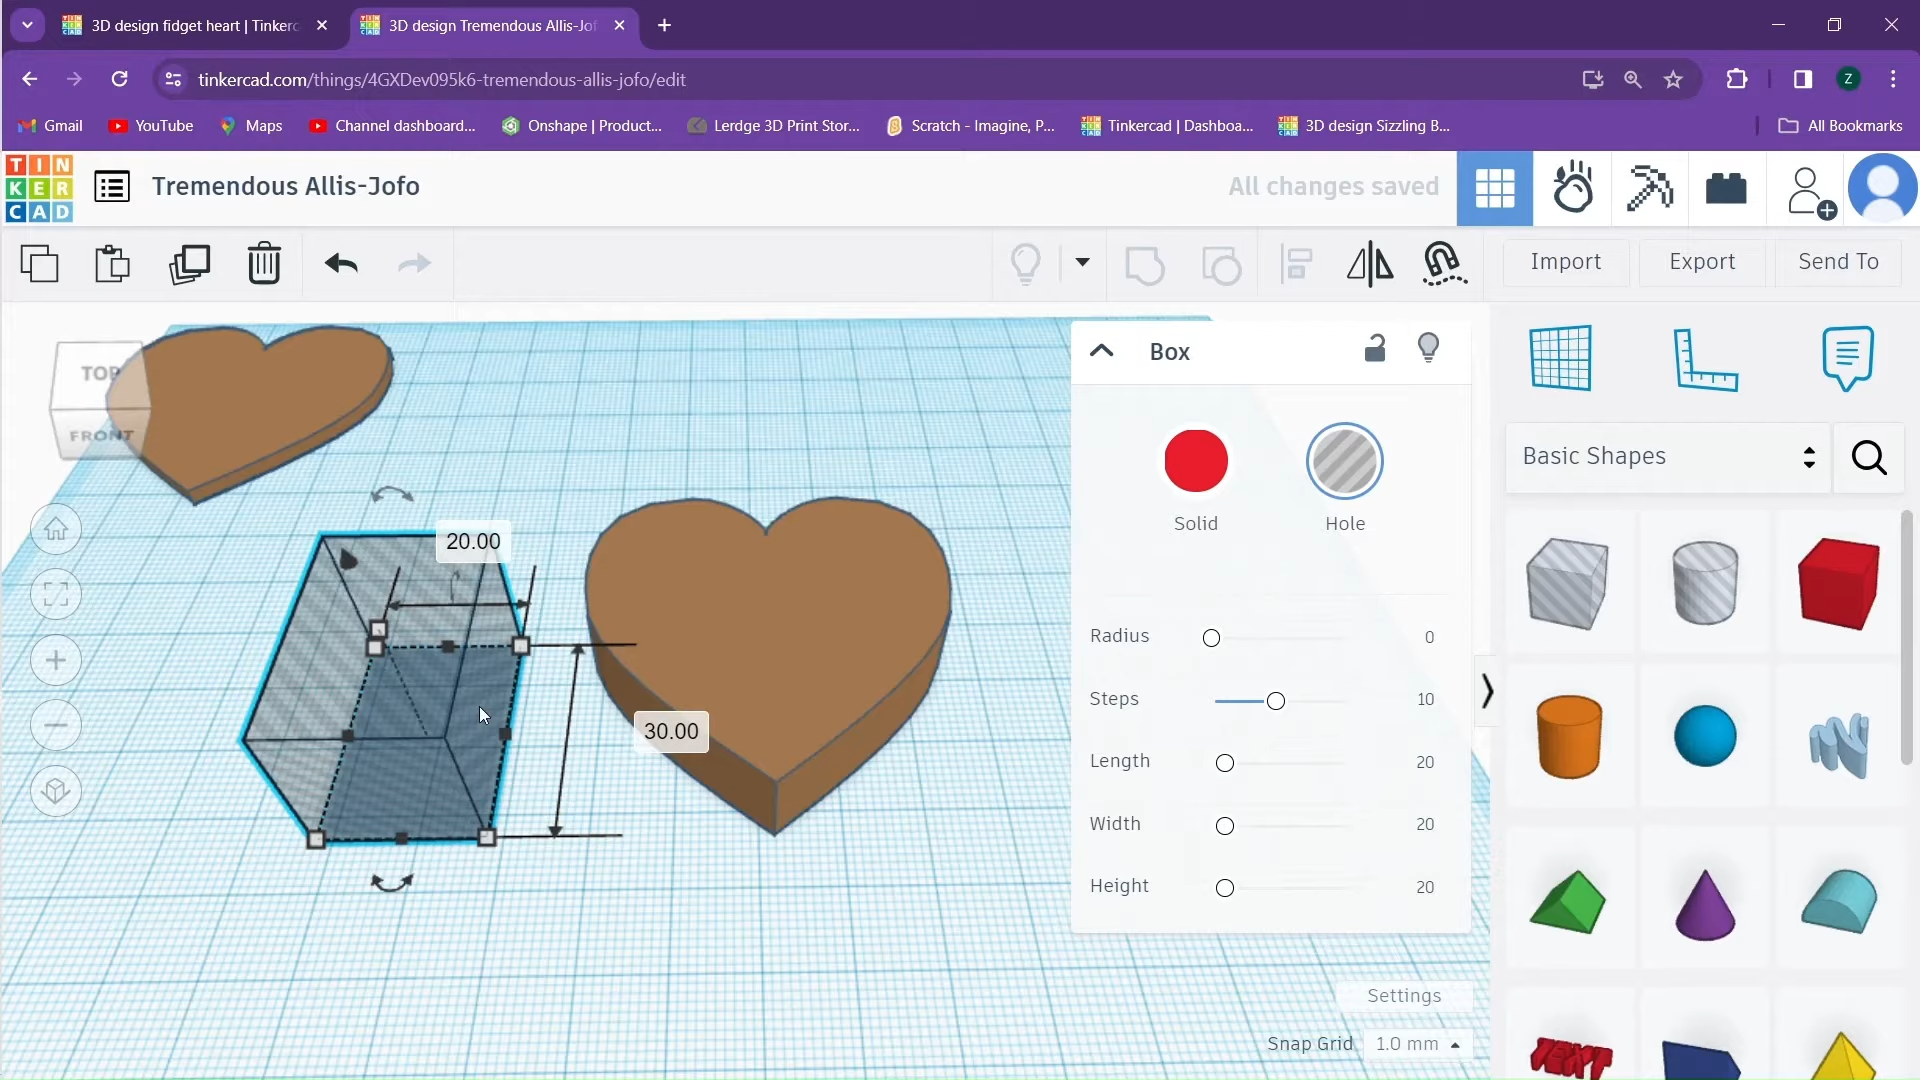 3D design fidget heart | Tinkerc
3D design Tremendous Allis-Jof
tinkercad.com/things/4GXDev095k6-tremendous-allis-jofo/edit
Z
Gmail
YouTube
Maps
Channel dashboard...
Onshape | Product...
Lerdge 3D Print Stor...
Scratch - Imagine, P...
Tinkercad | Dashboa...
3D design Sizzling B...
All Bookmarks
TIN
KER
CAD
Tremendous Allis-Jofo
All changes saved
Import
Export
Send To
TOP
FRONT
20.00
30.00
Box
Solid
Hole
Radius 0
Steps 10
Length 20
Width 20
Height 20
Settings
Snap Grid 1.0 mm
Basic Shapes
TEXT